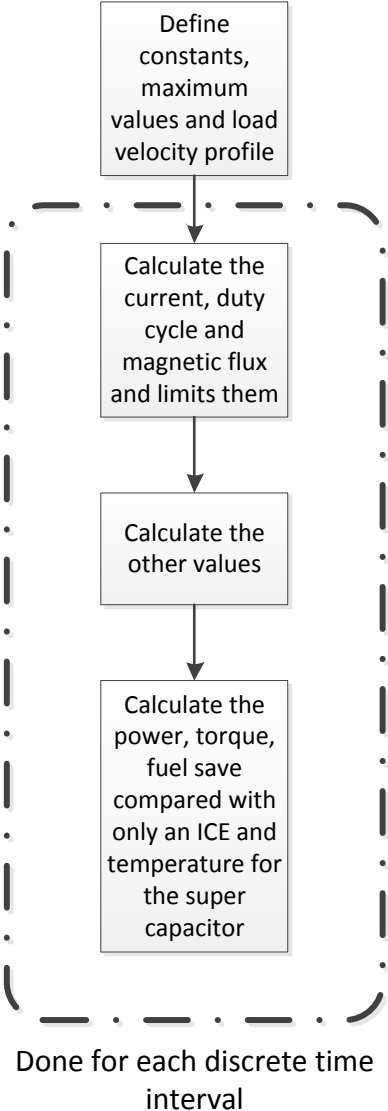 Define
constants,
maximum
values and load
velocity profile
Calculate the
current, duty
cycle and
magnetic flux
and limits them
Calculate the
other values
Calculate the
power, torque,
fuel save
compared with
only an ICE and
temperature for
the super
capacitor
Done for each discrete time
interval